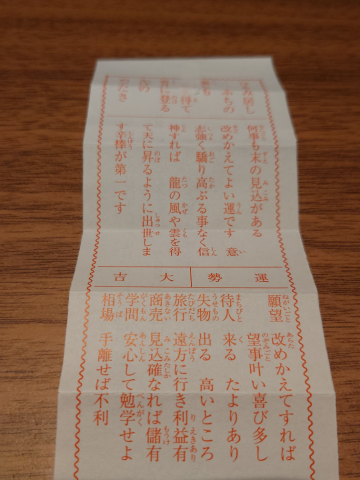 何事も末の見込がある
改めかえてよい運です 意
志強く驕り高ぶる事なく信
神すれば 龍の風や雲を得
て天に昇るように出世しま
す辛棒が第一です
運勢 大吉
願望 改めかえてすれば
望事叶い喜び多し
待人 来る たよりあり
失物 出る 高いところ
旅行 遠方に行き利益有
商売 見込確なれば儲有
学問 安心して勉学せよ
相場 手離せば不利